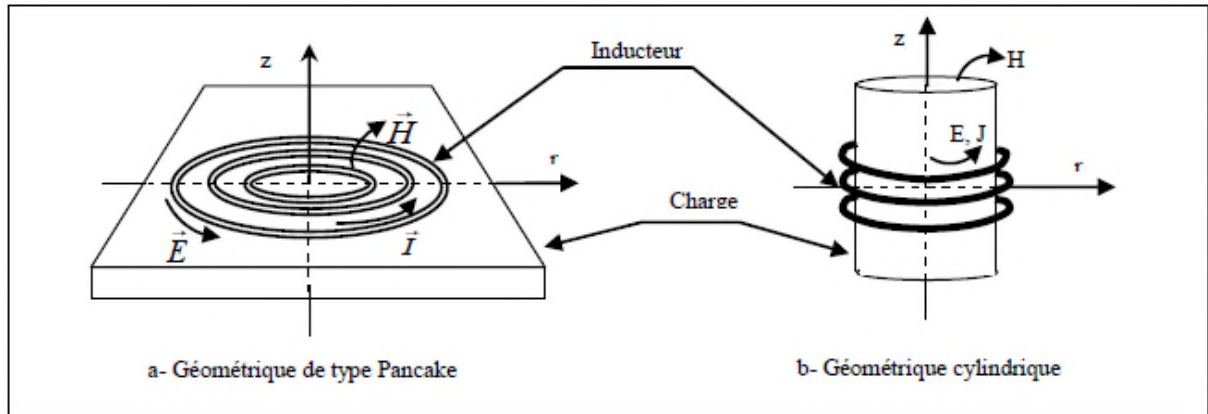 z
Inducteur
z
H
H
E, J
r
r
Charge
E
I
a- Géométrique de type Pancake
b- Géométrique cylindrique